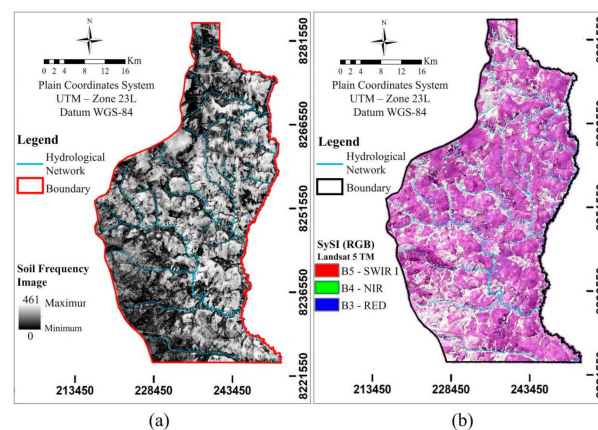 (a)
N
0 2 4 8 12 16 Km
Plain Coordinates System
UTM – Zone 23L
Datum WGS-84
Legend
Hydrological
Network
Boundary
Soil Frequency
Image
461 Maximur
Minimum
0
8281550
8266550
8251550
8236550
8221550
213450 228450 243450
(a)
(b)
N
0 2 4 8 12 16 Km
Plain Coordinates System
UTM – Zone 23L
Datum WGS-84
Legend
Hydrological
Network
Boundary
SySI (RGB)
Landsat 5 TM
B5 - SWIR I
B4 - NIR
B3 - RED
213450 228450 243450
(b)